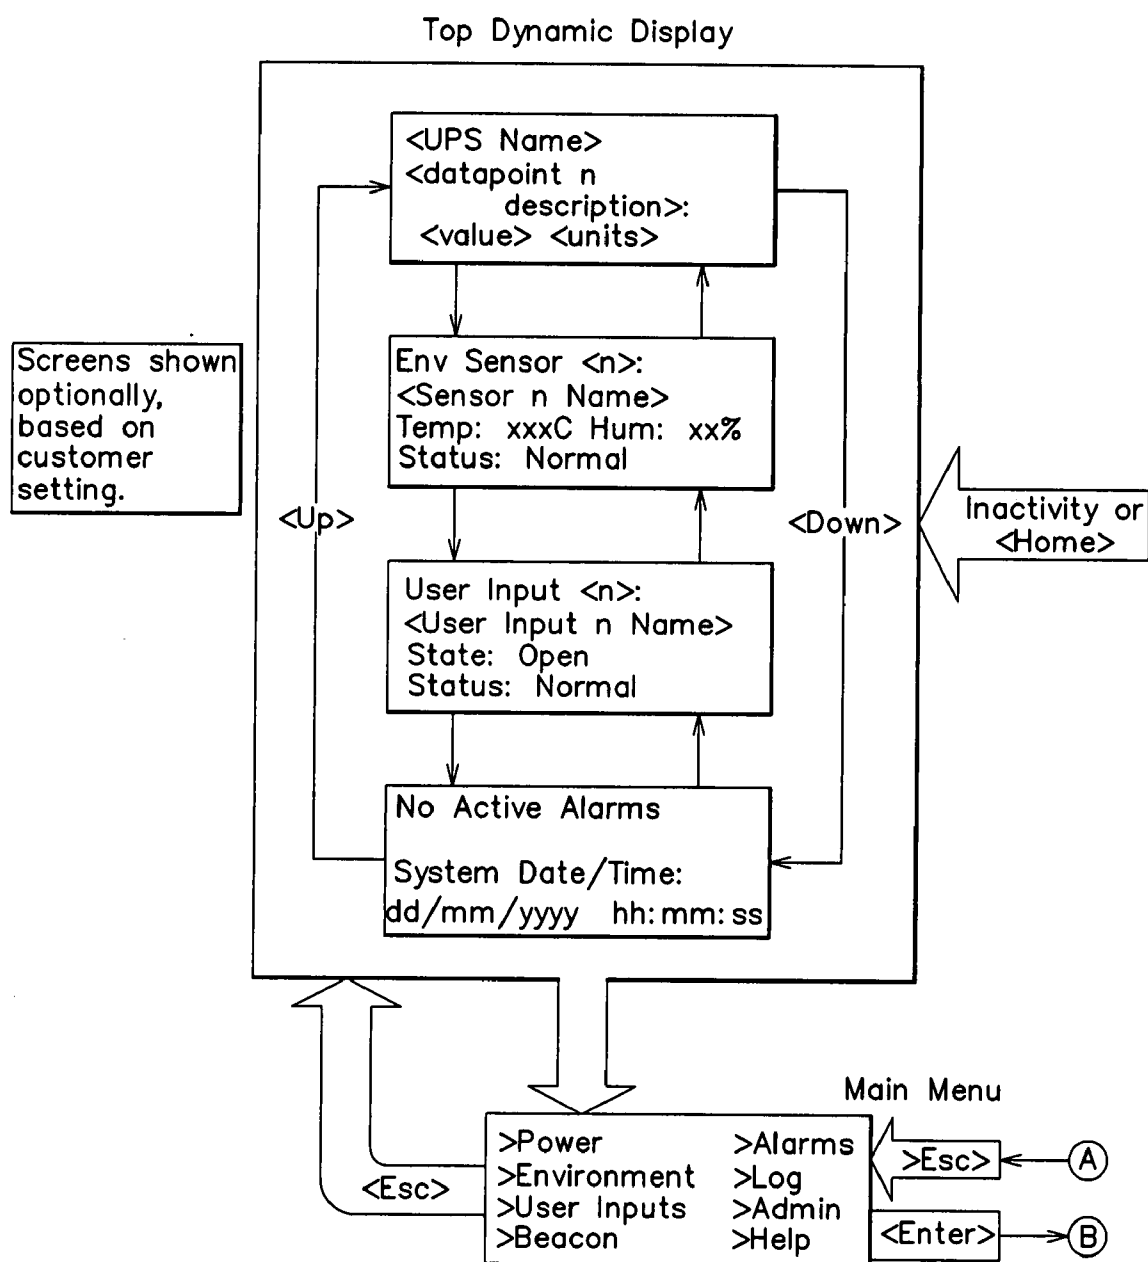 Top Dynamic Display
<UPS Name>
<datapoint n
description>:
<value> <units>
Env Sensor <n>:
<Sensor n Name>
Temp: xxxC Hum: xx%
Status: Normal
Screens shown
optionally,
based on
customer
setting.
<Up>
<Down>
Inactivity or
<Home>
User Input <n>:
<User Input n Name>
State: Open
Status: Normal
No Active Alarms
System Date/Time:
dd/mm/yyyy hh:mm:ss
Main Menu
>Power
>Environment
>User Inputs
>Beacon
>Alarms
>Log
>Admin
>Help
<Esc>
>Esc>
A
<Enter>
B